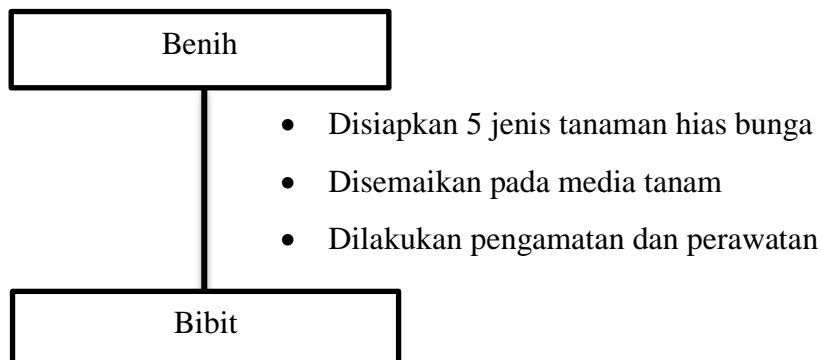 Benih
• Disiapkan 5 jenis tanaman hias bunga
• Disemaikan pada media tanam
• Dilakukan pengamatan dan perawatan
Bibit